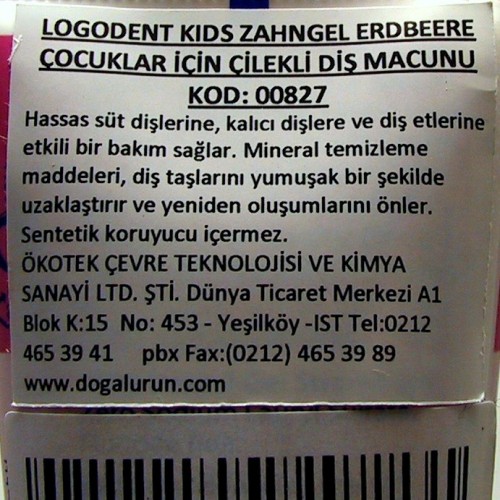 LOGODENT KIDS ZAHNGEL ERDBEERE
ÇOCUKLAR İÇİN ÇİLEKLİ DİŞ MACUNU
KOD: 00827
Hassas süt dişlerine, kalıcı dişlere ve diş etlerine
etkili bir bakım sağlar. Mineral temizleme
maddeleri, diş taşlarını yumuşak bir şekilde
uzaklaştırır ve yeniden oluşumlarını önler.
Sentetik koruyucu içermez.
ÖKOTEK ÇEVRE TEKNOLOJİSİ VE KİMYA
SANAYİ LTD. ŞTİ. Dünya Ticaret Merkezi A1
Blok K:15 No: 453 - Yeşilköy -IST Tel:0212
465 39 41 pbx Fax:(0212) 465 39 89
www.dogalurun.com